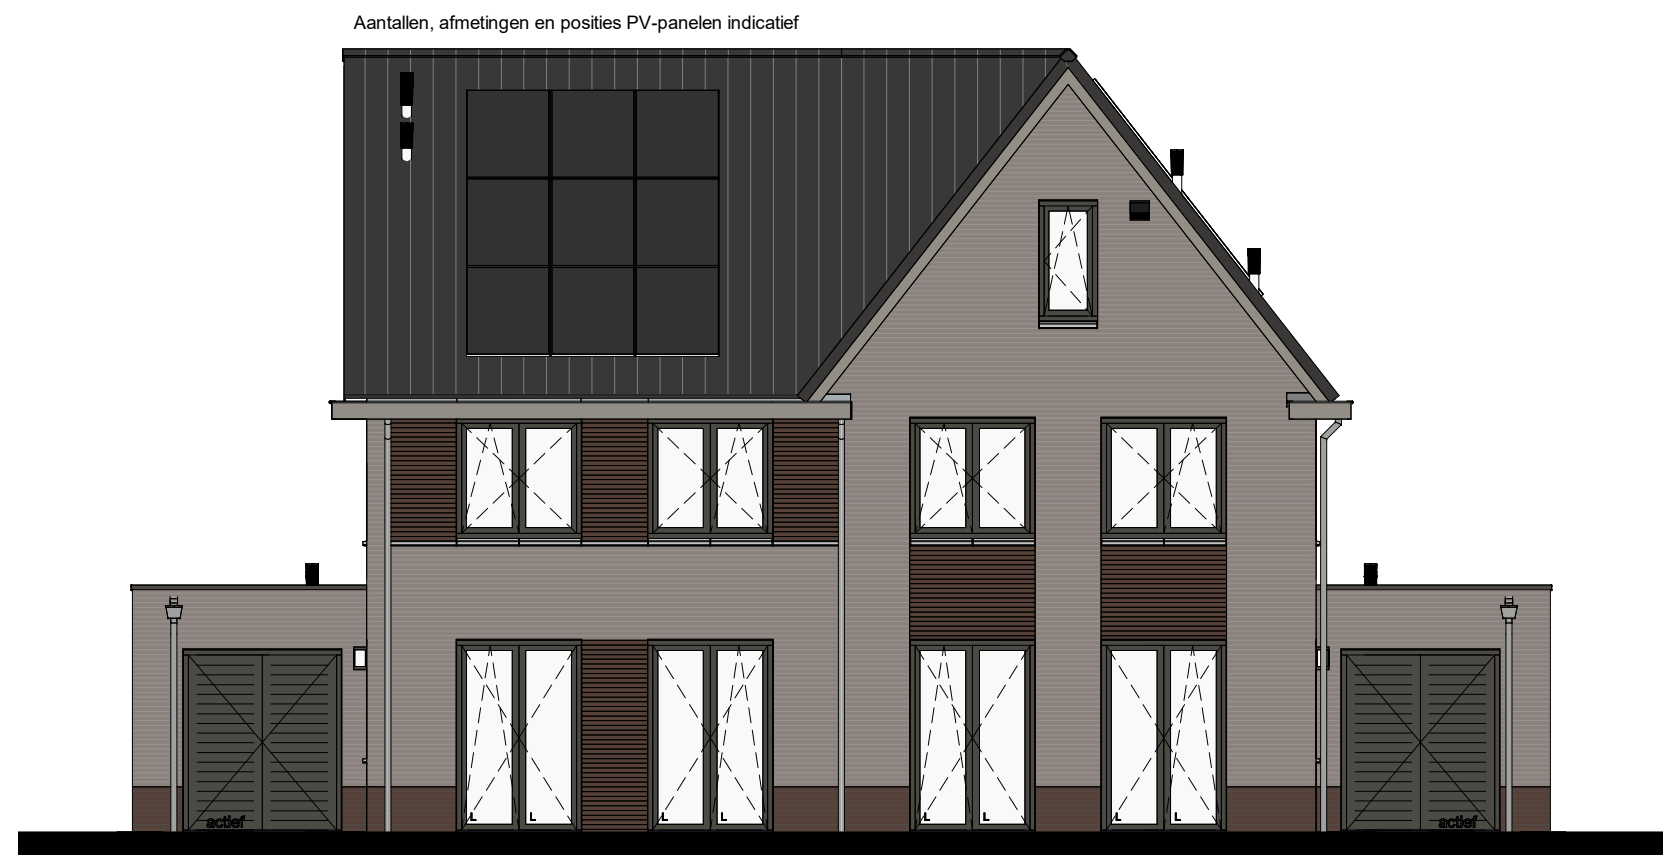 Aantallen, afmetingen en posities PV-panelen indicatief
L L L L L L L L
actief actief